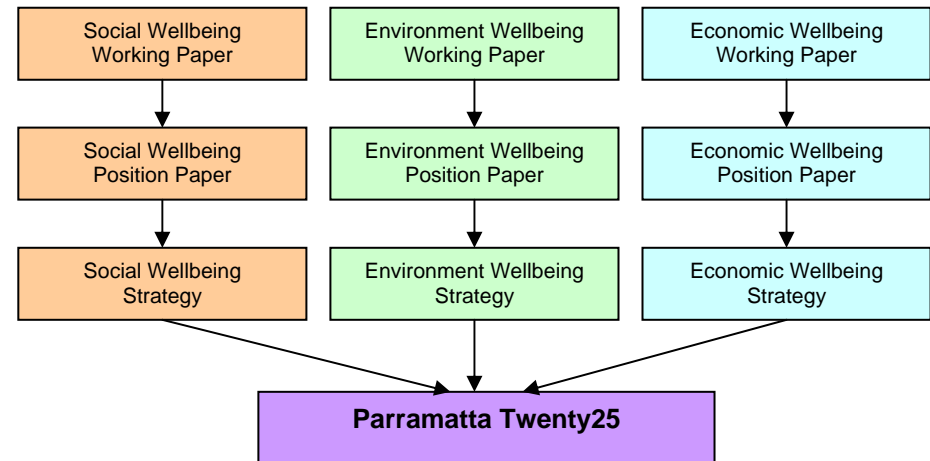 Social Wellbeing
Working Paper
Environment Wellbeing
Working Paper
Economic Wellbeing
Working Paper
Social Wellbeing
Position Paper
Environment Wellbeing
Position Paper
Economic Wellbeing
Position Paper
Social Wellbeing
Strategy
Environment Wellbeing
Strategy
Economic Wellbeing
Strategy
Parramatta Twenty25